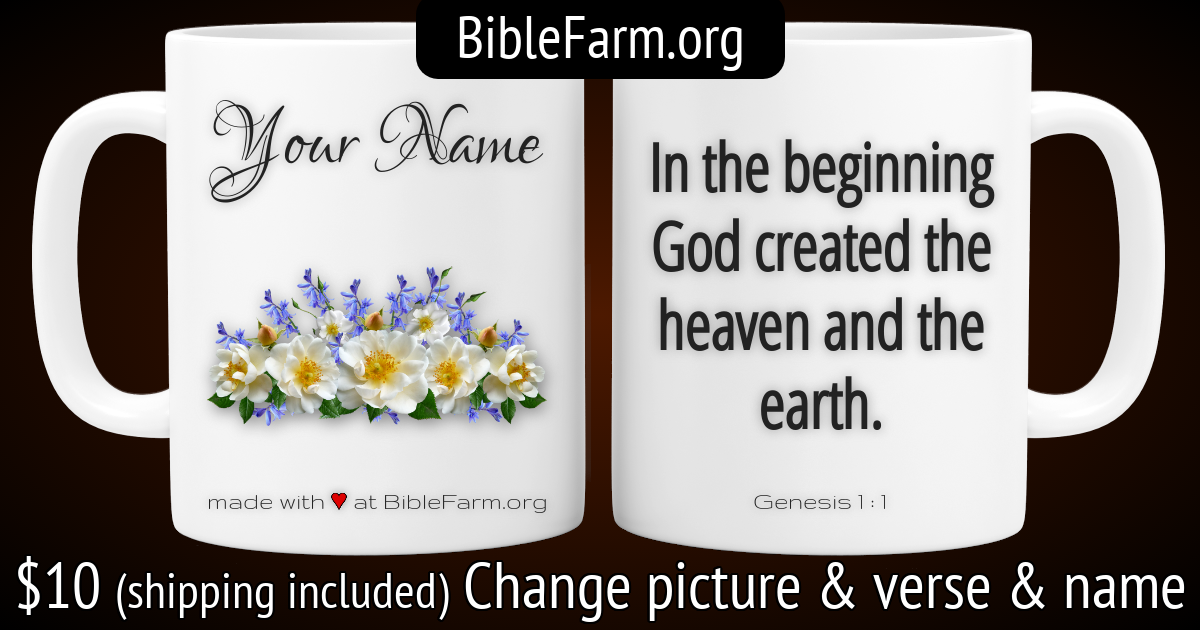 BibleFarm.org
Your Name
made with ♥ at BibleFarm.org
In the beginning
God created the
heaven and the
earth.
Genesis 1:1
$10 (shipping included) Change picture & verse & name